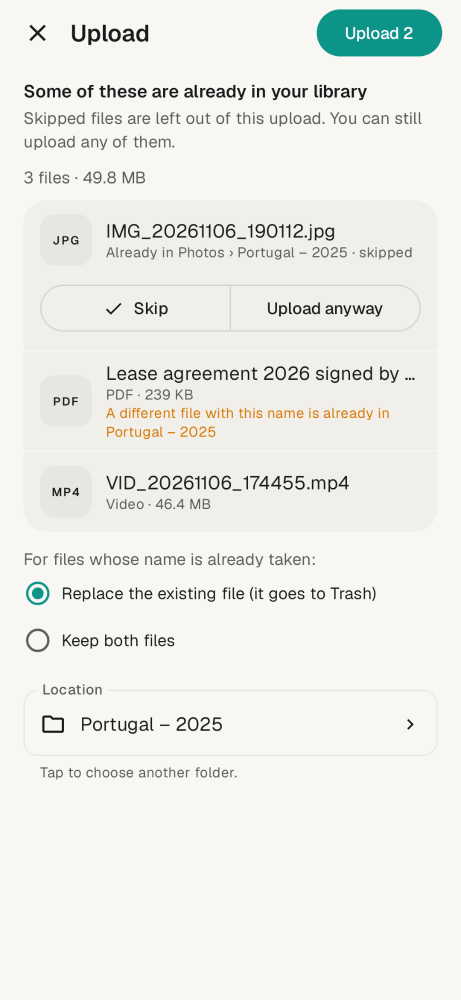 Upload
Upload 2
Some of these are already in your library
Skipped files are left out of this upload. You can still
upload any of them.
3 files · 49.8 MB
JPG
IMG_20261106_190112.jpg
Already in Photos › Portugal – 2025 · skipped
Skip
Upload anyway
PDF
Lease agreement 2026 signed by ...
PDF · 239 KB
A different file with this name is already in
Portugal – 2025
MP4
VID_20261106_174455.mp4
Video · 46.4 MB
For files whose name is already taken:
Replace the existing file (it goes to Trash)
Keep both files
Location
Portugal – 2025
Tap to choose another folder.